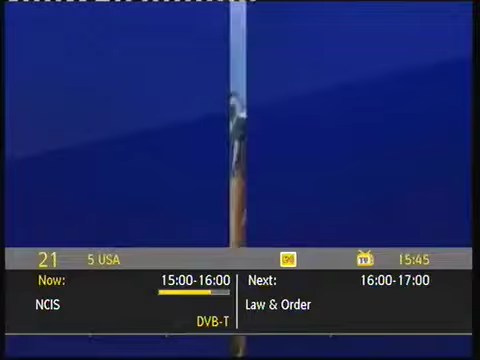 21 5 USA TV 15:45
Now: 15:00-16:00 Next: 16:00-17:00
NCIS Law & Order
DVB-T